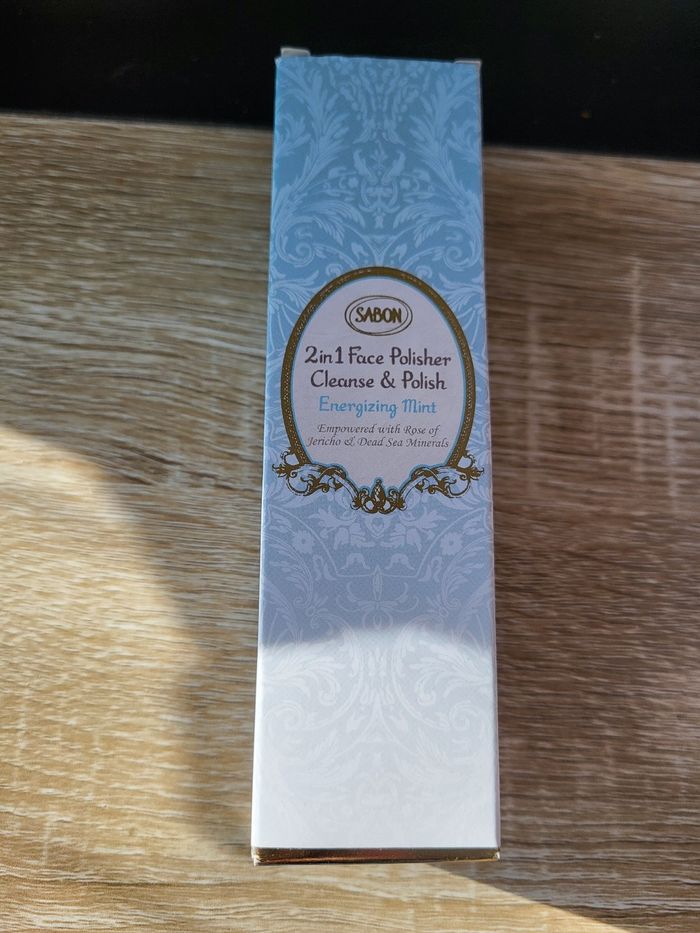 SABON
2in1 Face Polisher
Cleanse & Polish
Energizing Mint
Empowered with Rose of
Jericho & Dead Sea Minerals